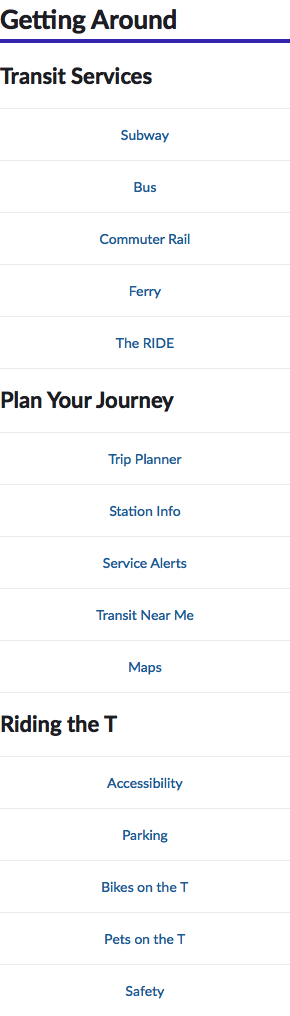 Getting Around
Transit Services
Subway
Bus
Commuter Rail
Ferry
The RIDE
Plan Your Journey
Trip Planner
Station Info
Service Alerts
Transit Near Me
Maps
Riding the T
Accessibility
Parking
Bikes on the T
Pets on the T
Safety